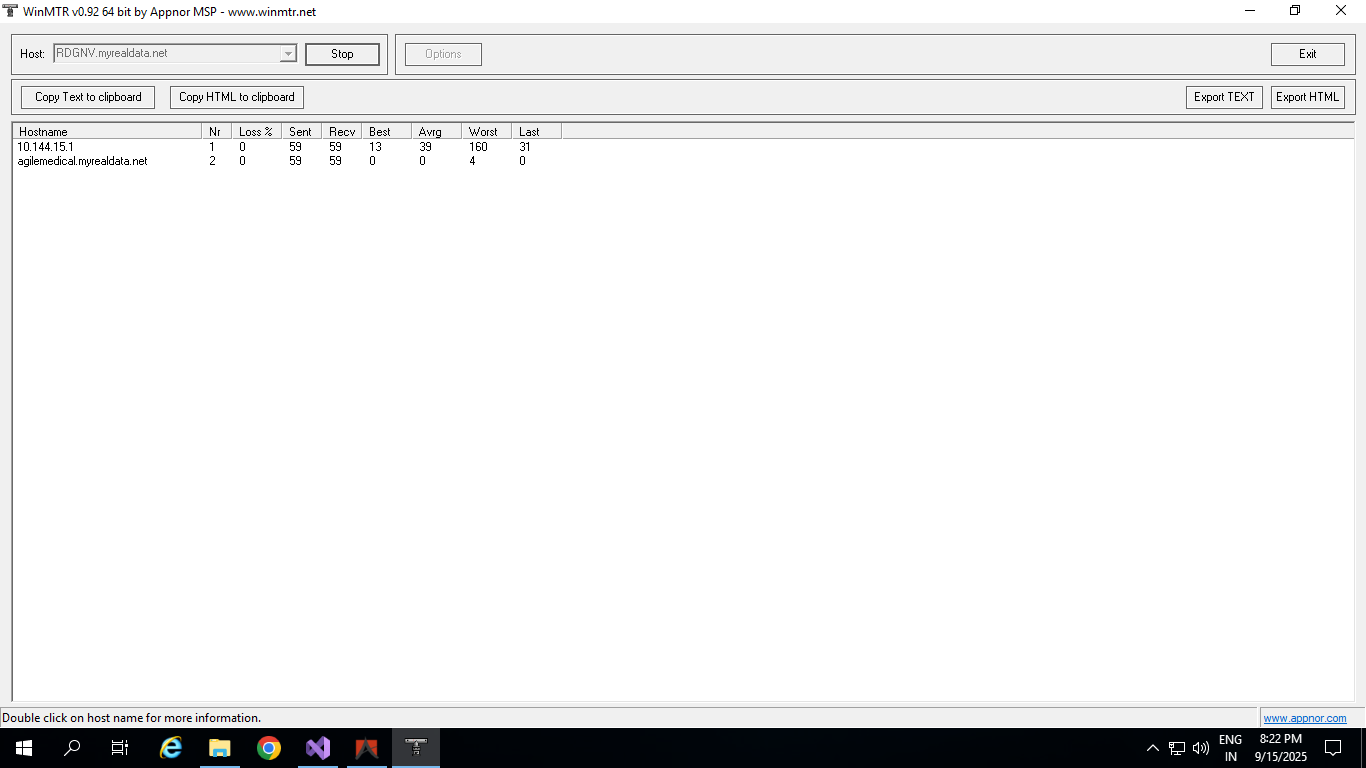 WinMTR v0.92 64 bit by Appnor MSP - www.winmtr.net
Host: RDGNV.myrealdata.net Stop Options Exit
Copy Text to clipboard Copy HTML to clipboard Export TEXT Export HTML
Hostname Nr Loss % Sent Recv Best Avrg Worst Last
10.144.15.1 1 0 59 59 13 39 160 31
agilemedical.myrealdata.net 2 0 59 59 0 0 4 0
Double click on host name for more information. www.appnor.com
ENG 8:22 PM
IN 9/15/2025